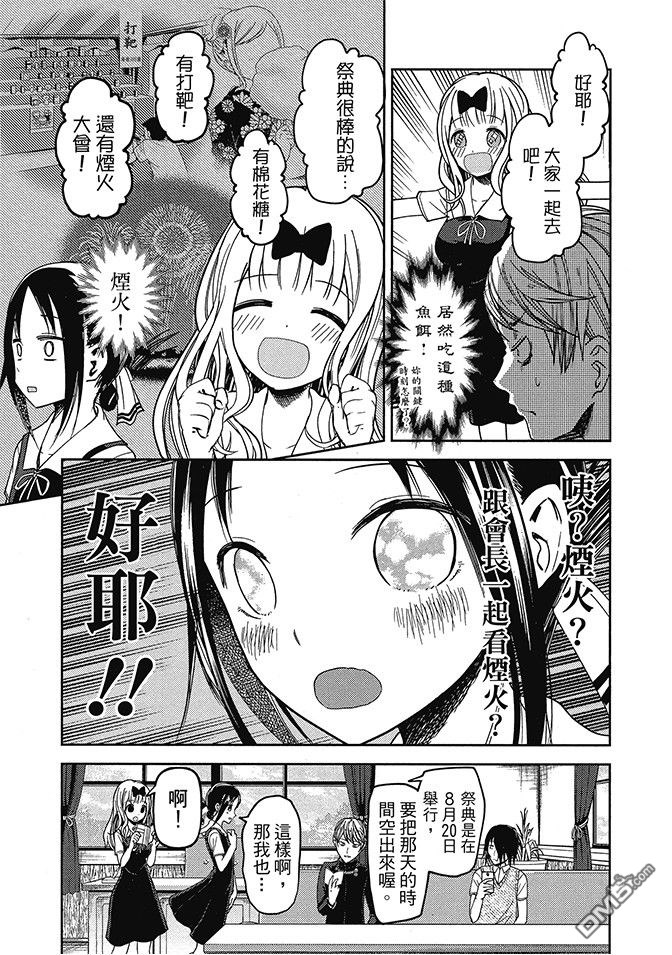 好耶！
大家一起去
吧！
居然吃這種
魚餌！
妳的關鍵
時刻怎麼了！？
祭典很棒的說…
有棉花糖！
有打靶！
還有煙火
大會！
打靶
煙火！
咦？煙火？
跟會長一起看煙火？
好耶!!
祭典是在
8月20日
舉行，
要把那天的時
間空出來喔。
這樣啊，
那我也…
啊！
DM5.com